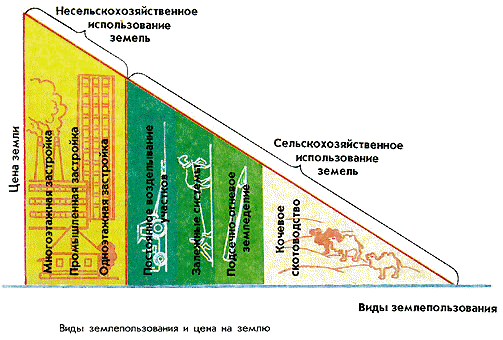 Несельскохозяйственное
использование
земель
Сельскохозяйственное
использование
земель
Цена земли
Многоэтажная застройка
Промышленная застройка
Одноэтажная застройка
Постоянное возделывание
участков
Залежные системы
Подсечно-огневое
земледелие
Кочевое
скотоводство
Виды землепользования
Виды землепользования и цена на землю